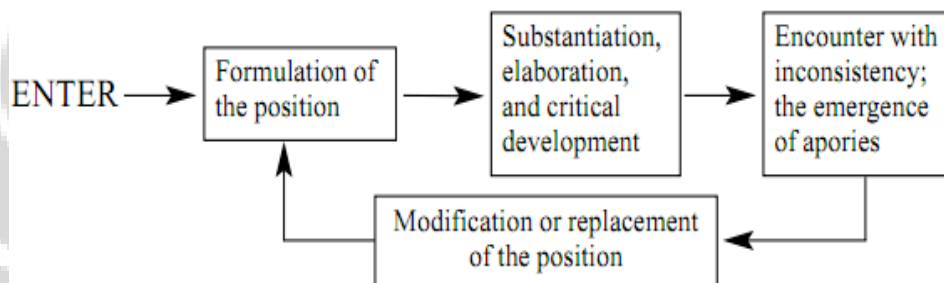 ENTER
Formulation of
the position
Substantiation,
elaboration,
and critical
development
Encounter with
inconsistency;
the emergence
of apories
Modification or replacement
of the position